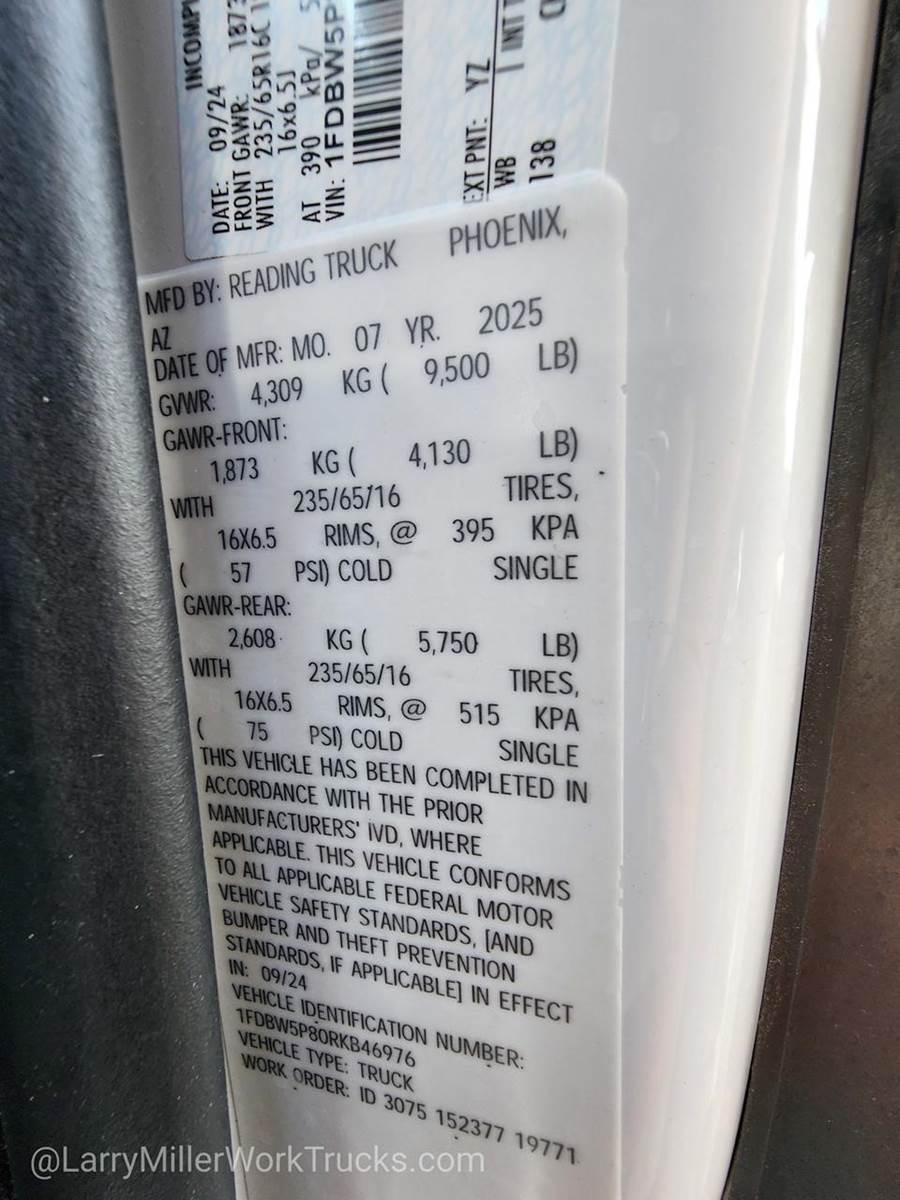 INCOMP
DATE: 09/24
FRONT GAWR: 1873
WITH 235/65R16C
16x6.5J
AT 390 kPa/ 5
VIN: 1FDBW5P
EXT PNT: YZ
WB INT T
138
MFD BY: READING TRUCK PHOENIX,
AZ
DATE OF MFR: MO. 07 YR. 2025
GVWR: 4,309 KG ( 9,500 LB)
GAWR-FRONT:
1,873 KG ( 4,130 LB)
WITH 235/65/16 TIRES,
16X6.5 RIMS, @ 395 KPA
( 57 PSI) COLD SINGLE
GAWR-REAR:
2,608 KG ( 5,750 LB)
WITH 235/65/16 TIRES,
16X6.5 RIMS, @ 515 KPA
( 75 PSI) COLD SINGLE
THIS VEHICLE HAS BEEN COMPLETED IN
ACCORDANCE WITH THE PRIOR
MANUFACTURERS' IVD, WHERE
APPLICABLE. THIS VEHICLE CONFORMS
TO ALL APPLICABLE FEDERAL MOTOR
VEHICLE SAFETY STANDARDS, [AND
BUMPER AND THEFT PREVENTION
STANDARDS, IF APPLICABLE] IN EFFECT
IN: 09/24
VEHICLE IDENTIFICATION NUMBER:
1FDBW5P80RKB46976
VEHICLE TYPE: TRUCK
WORK ORDER: ID 3075 152377 19771
@LarryMillerWorkTrucks.com